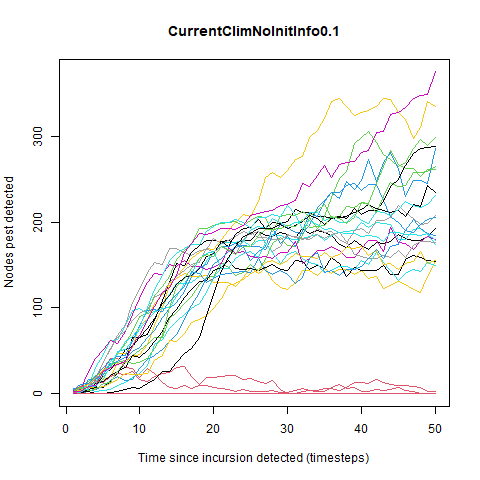 CurrentClimNoInitInfo0.1
Nodes pest detected
300
200
100
0
0 10 20 30 40 50
Time since incursion detected (timesteps)